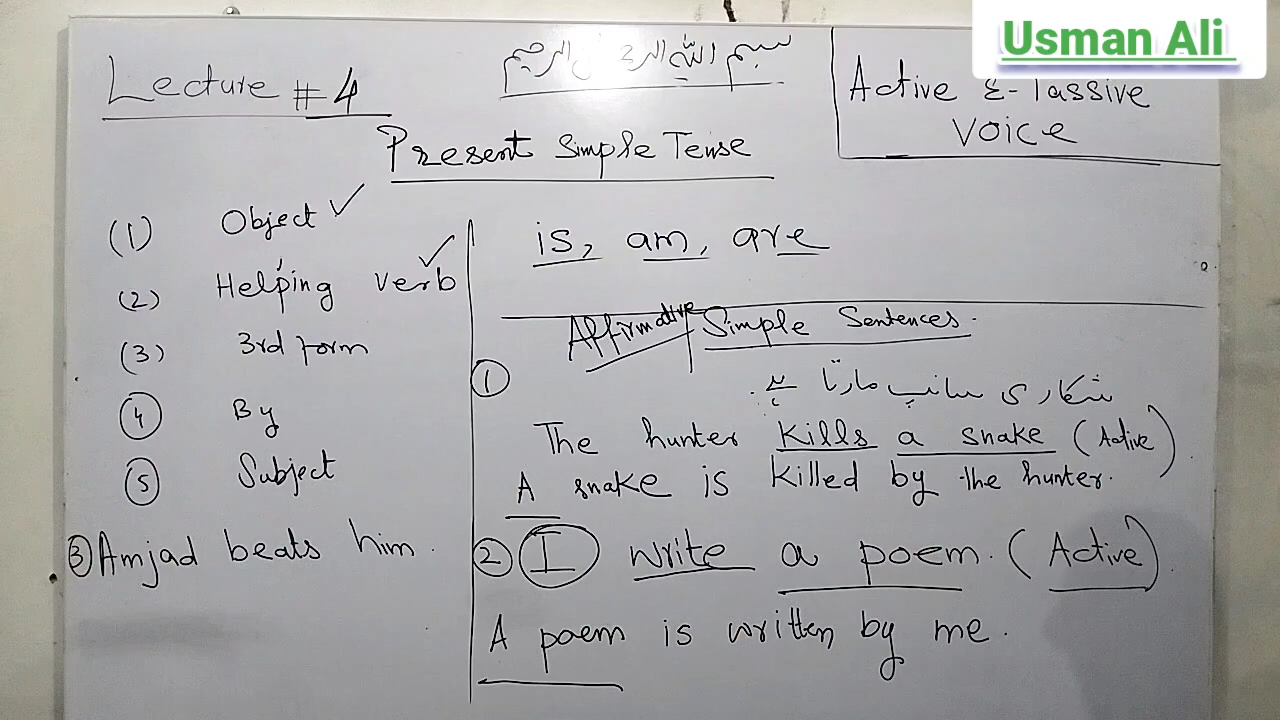 Usman Ali
Lecture #4
بسم اللہ الرحمن الرحیم
Active & Passive
Voice
Present Simple Tense
(1) Object ✓
(2) Helping Verb ✓
(3) 3rd form
④ By
⑤ Subject
③ Amjad beats him.
is, am, are
Affirmative Simple Sentences.
①
شکاری سانپ مارتا ہے۔
The hunter kills a snake (Active)
A snake is killed by the hunter.
② I write a poem. (Active)
A poem is written by me.